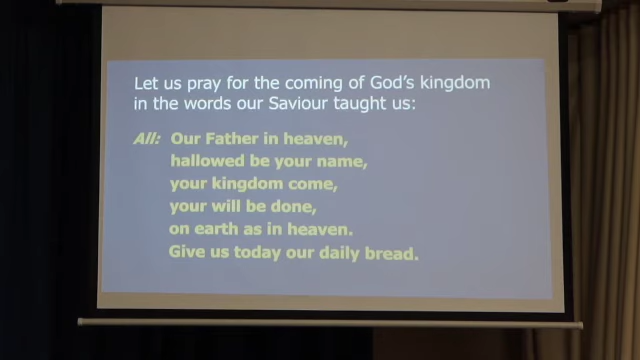 Let us pray for the coming of God's kingdom
in the words our Saviour taught us:
All: Our Father in heaven,
hallowed be your name,
your kingdom come,
your will be done,
on earth as in heaven.
Give us today our daily bread.